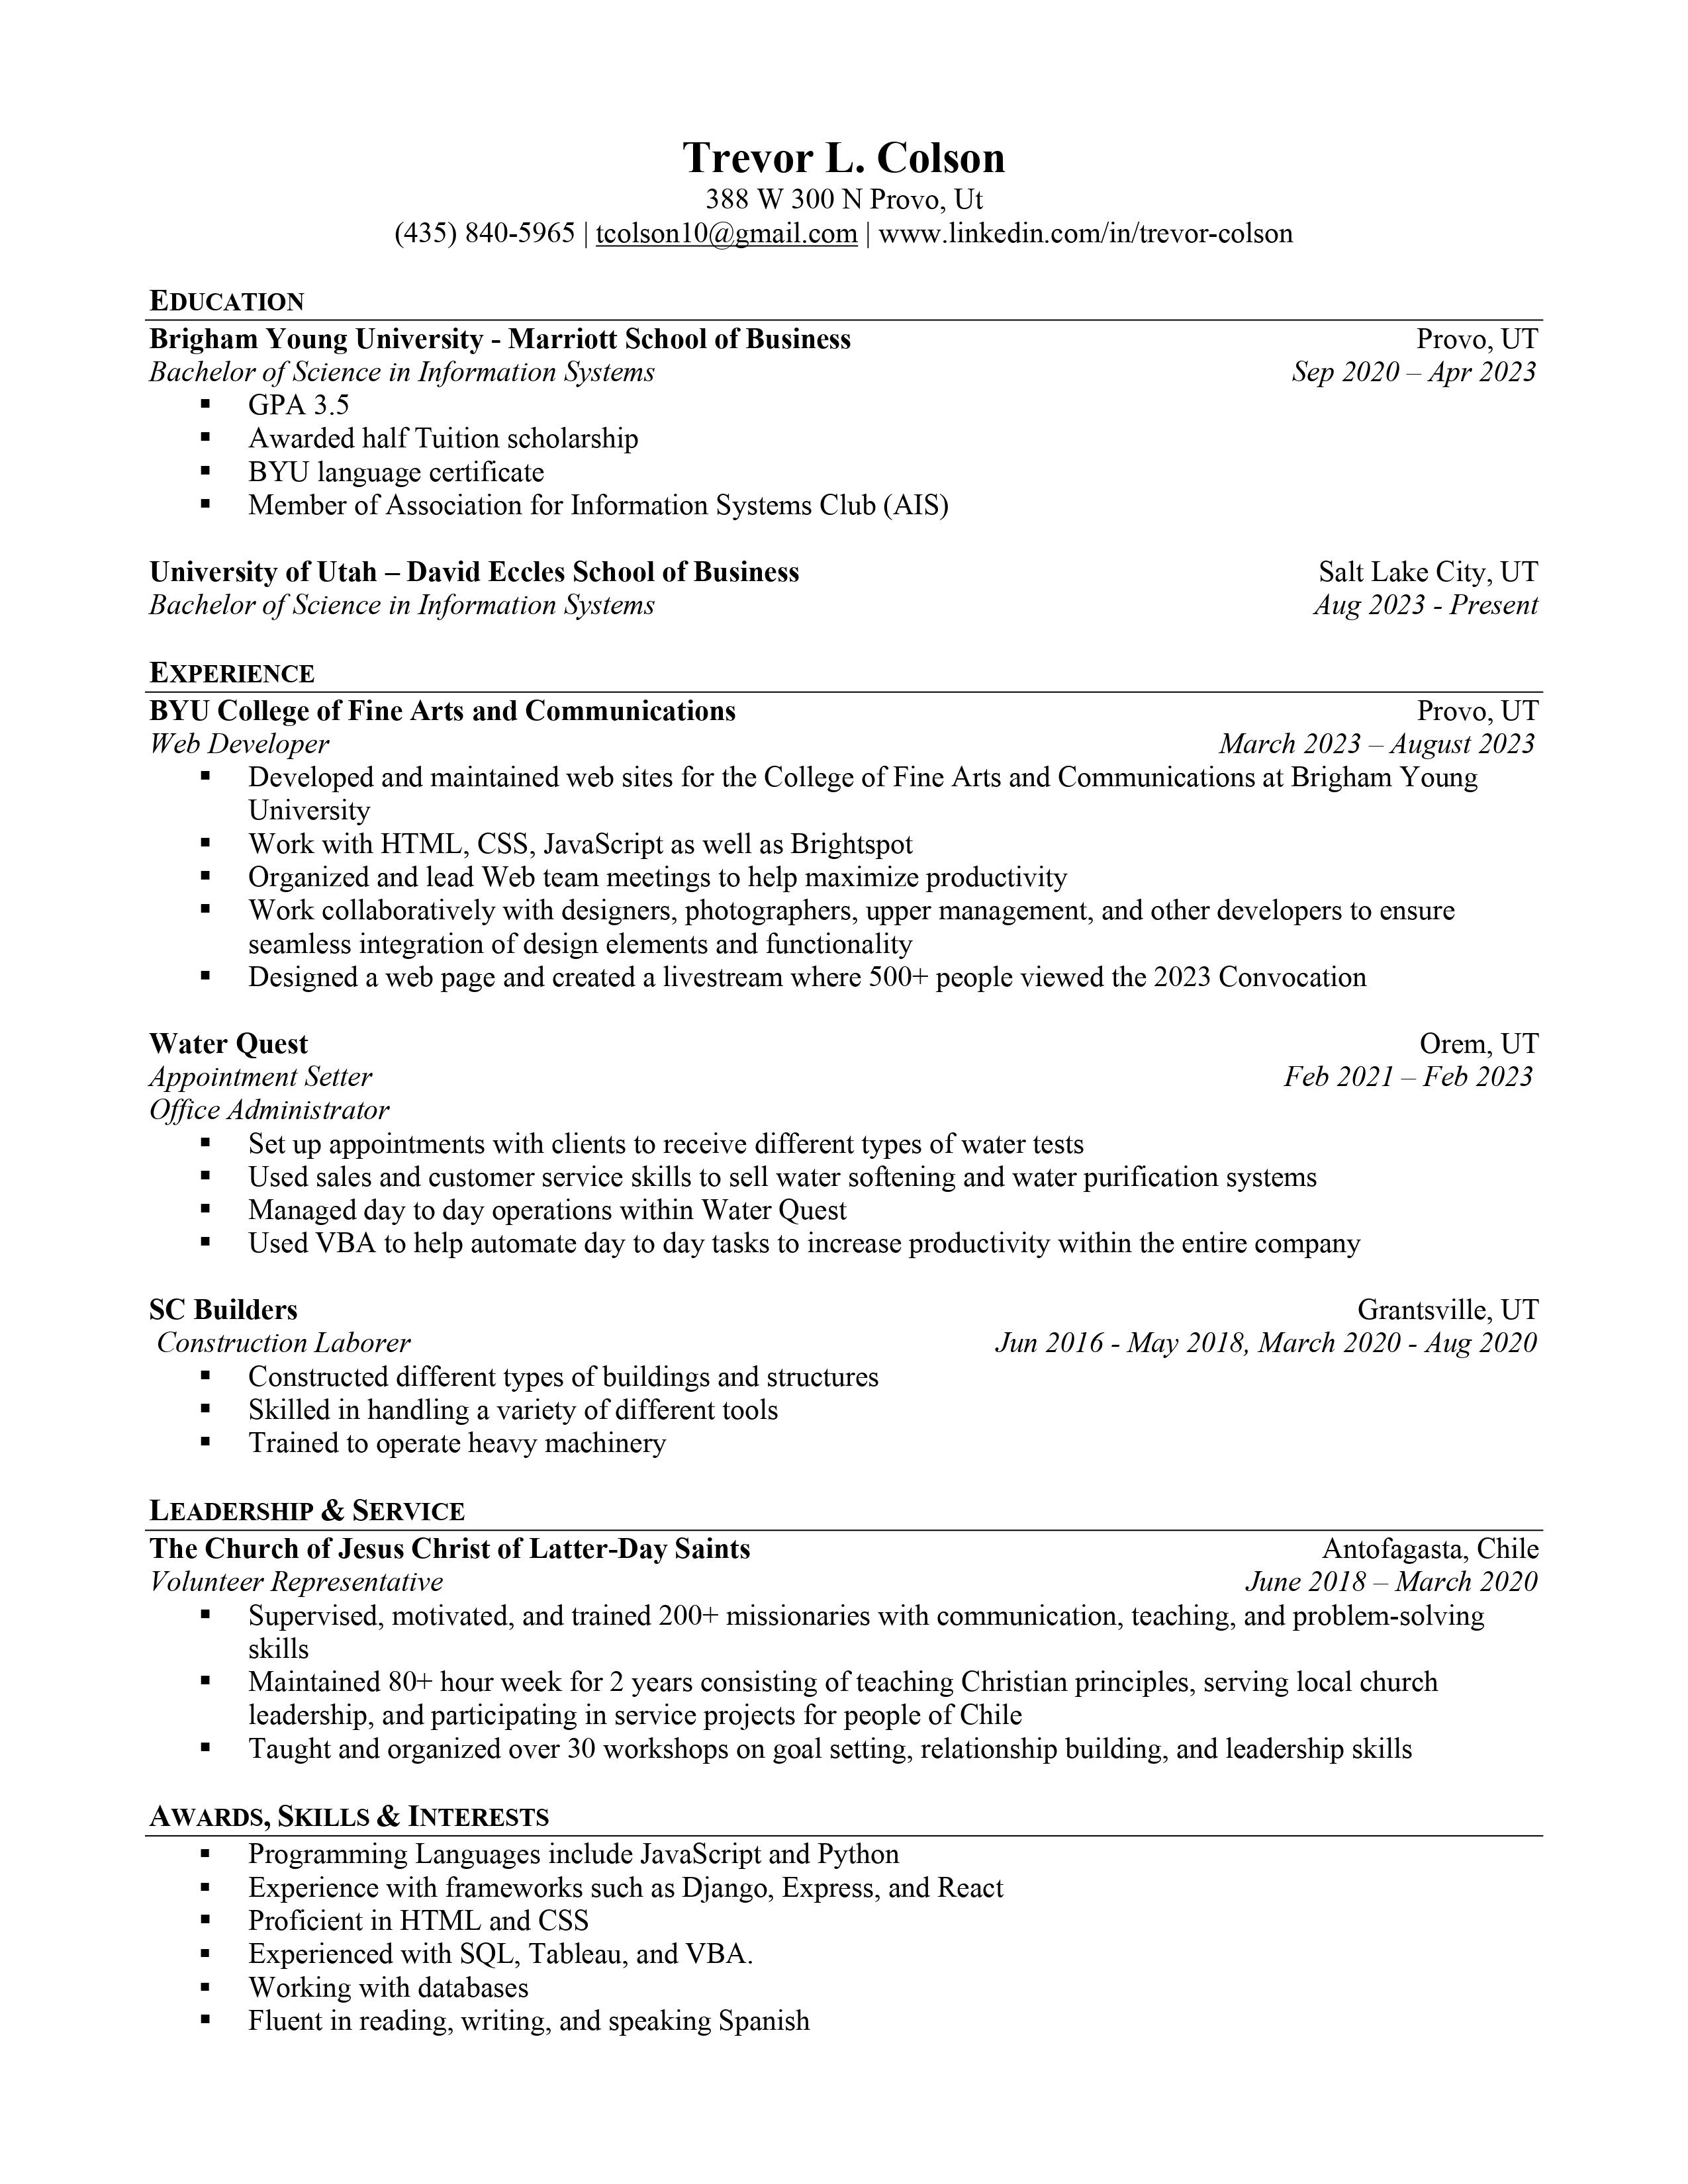 Trevor L. Colson
388 W 300 N Provo, Ut
(435) 840-5965 | tcolson10@gmail.com | www.linkedin.com/in/trevor-colson
EDUCATION
Brigham Young University - Marriott School of Business Provo, UT
Bachelor of Science in Information Systems Sep 2020 – Apr 2023
▪ GPA 3.5
▪ Awarded half Tuition scholarship
▪ BYU language certificate
▪ Member of Association for Information Systems Club (AIS)
University of Utah – David Eccles School of Business Salt Lake City, UT
Bachelor of Science in Information Systems Aug 2023 - Present
EXPERIENCE
BYU College of Fine Arts and Communications Provo, UT
Web Developer March 2023 – August 2023
▪ Developed and maintained web sites for the College of Fine Arts and Communications at Brigham Young
University
▪ Work with HTML, CSS, JavaScript as well as Brightspot
▪ Organized and lead Web team meetings to help maximize productivity
▪ Work collaboratively with designers, photographers, upper management, and other developers to ensure
seamless integration of design elements and functionality
▪ Designed a web page and created a livestream where 500+ people viewed the 2023 Convocation
Water Quest Orem, UT
Appointment Setter Feb 2021 – Feb 2023
Office Administrator
▪ Set up appointments with clients to receive different types of water tests
▪ Used sales and customer service skills to sell water softening and water purification systems
▪ Managed day to day operations within Water Quest
▪ Used VBA to help automate day to day tasks to increase productivity within the entire company
SC Builders Grantsville, UT
Construction Laborer Jun 2016 - May 2018, March 2020 - Aug 2020
▪ Constructed different types of buildings and structures
▪ Skilled in handling a variety of different tools
▪ Trained to operate heavy machinery
LEADERSHIP & SERVICE
The Church of Jesus Christ of Latter-Day Saints Antofagasta, Chile
Volunteer Representative June 2018 – March 2020
▪ Supervised, motivated, and trained 200+ missionaries with communication, teaching, and problem-solving
skills
▪ Maintained 80+ hour week for 2 years consisting of teaching Christian principles, serving local church
leadership, and participating in service projects for people of Chile
▪ Taught and organized over 30 workshops on goal setting, relationship building, and leadership skills
AWARDS, SKILLS & INTERESTS
▪ Programming Languages include JavaScript and Python
▪ Experience with frameworks such as Django, Express, and React
▪ Proficient in HTML and CSS
▪ Experienced with SQL, Tableau, and VBA.
▪ Working with databases
▪ Fluent in reading, writing, and speaking Spanish